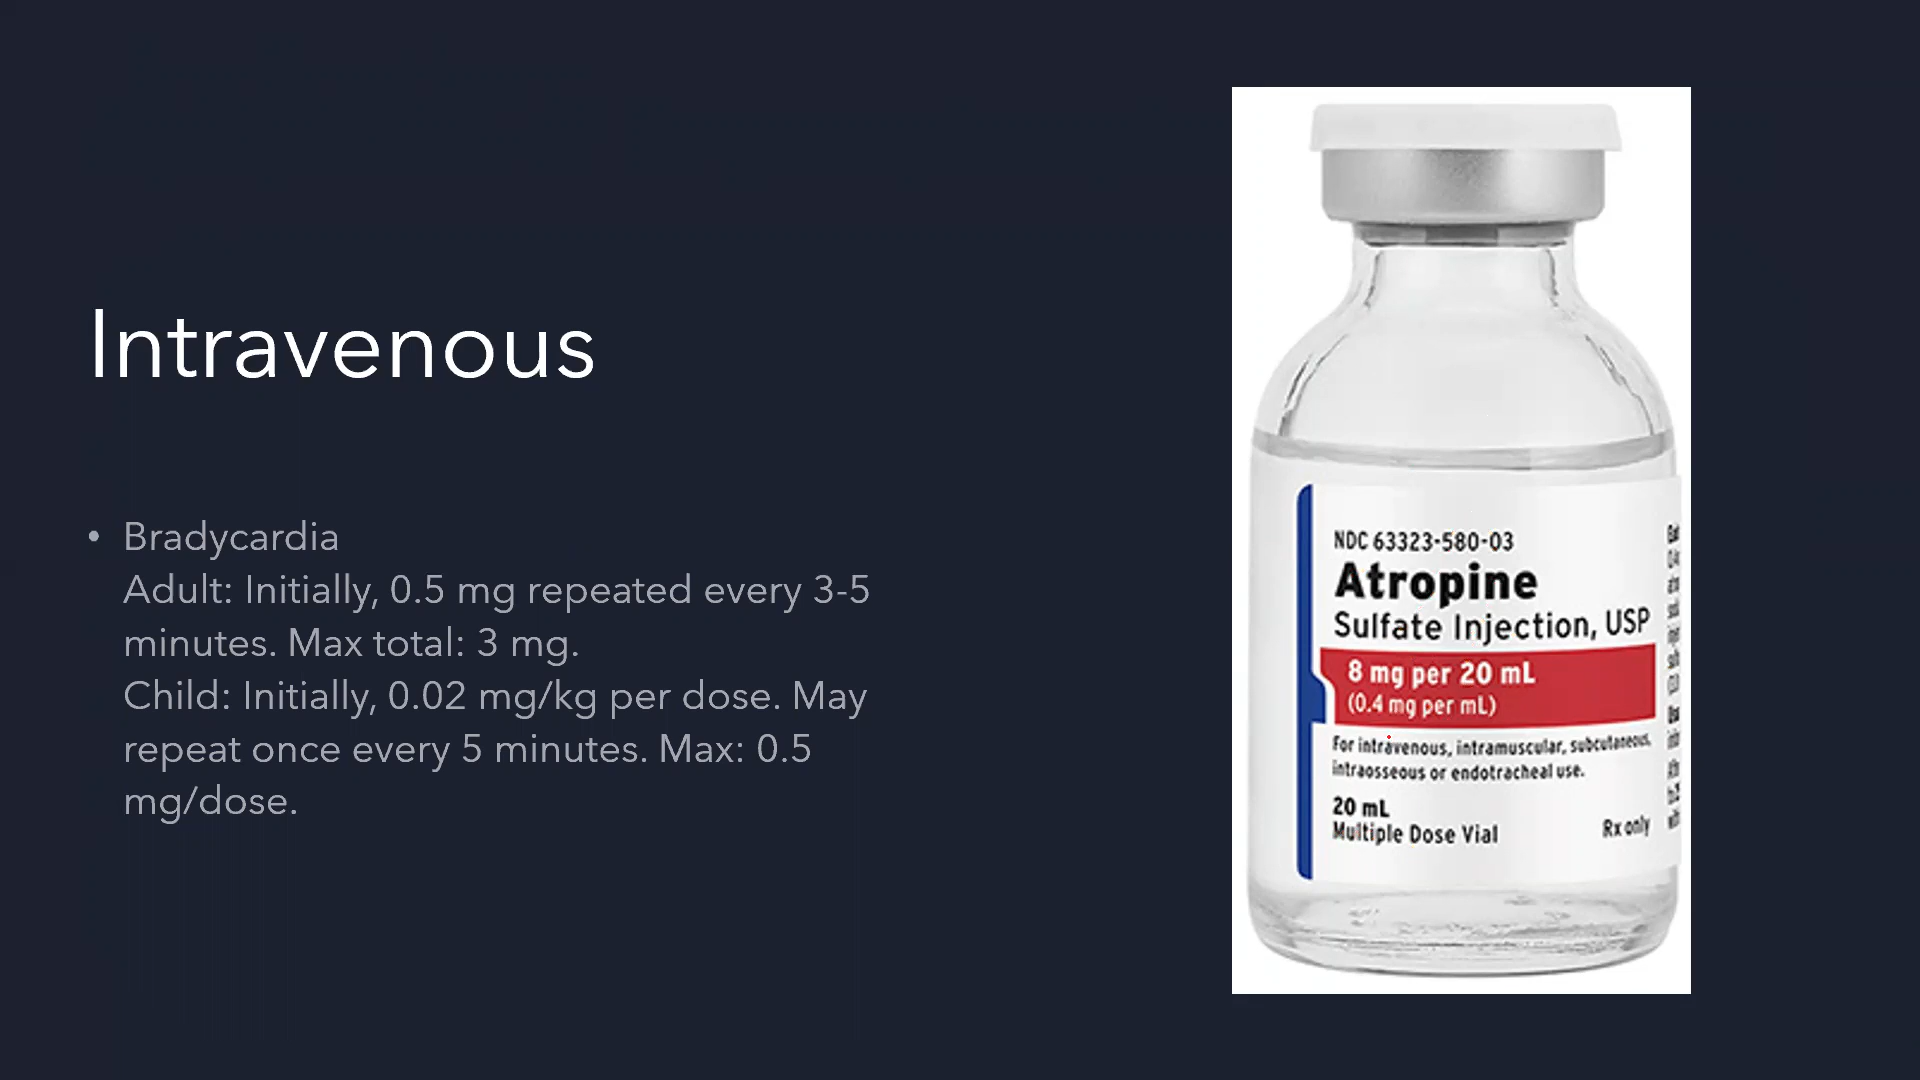 Intravenous
• Bradycardia
Adult: Initially, 0.5 mg repeated every 3-5
minutes. Max total: 3 mg.
Child: Initially, 0.02 mg/kg per dose. May
repeat once every 5 minutes. Max: 0.5
mg/dose.
NDC 63323-580-03
Atropine
Sulfate Injection, USP
8 mg per 20 mL
(0.4 mg per mL)
For intravenous, intramuscular, subcutaneous,
intraosseous or endotracheal use.
20 mL
Multiple Dose Vial
Rx only